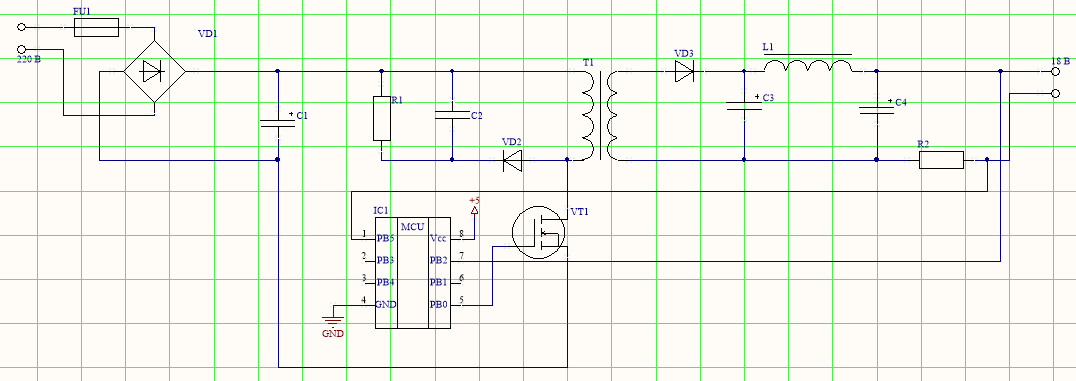 FU1
VD1
220 В
C1
R1
C2
VD2
T1
VD3
L1
C3
C4
18 В
R2
+5
IC1
MCU
VT1
1 PB5 Vcc 8
2 PB3 PB2 7
3 PB4 PB1 6
4 GND PB0 5
GND